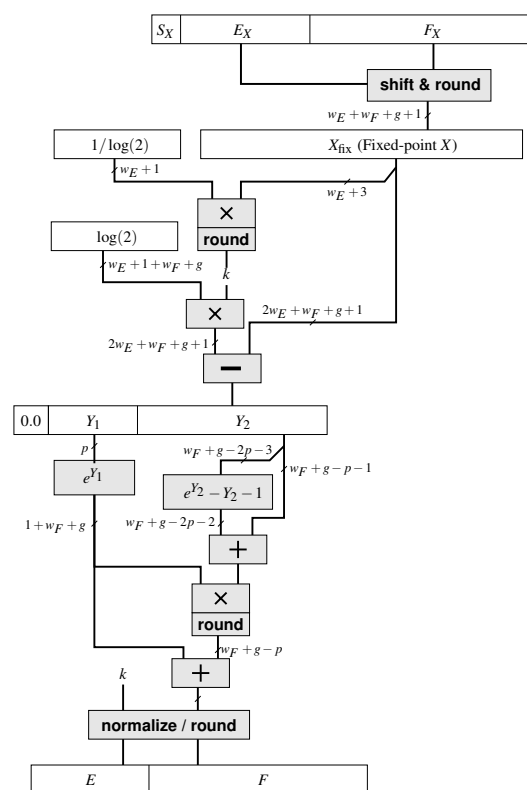 S_X E_X F_X
shift & round
w_E + w_F + g + 1
1/log(2) X_fix (Fixed-point X)
w_E + 1
w_E + 3
×
round
log(2)
w_E + 1 + w_F + g
k
×
2w_E + w_F + g + 1
2w_E + w_F + g + 1
−
0.0 Y_1 Y_2
p
w_F + g − 2p − 3
w_F + g − p − 1
e^{Y_1}
e^{Y_2} − Y_2 − 1
1 + w_F + g
w_F + g − 2p − 2
+
×
round
w_F + g − p
k
+
normalize / round
E F